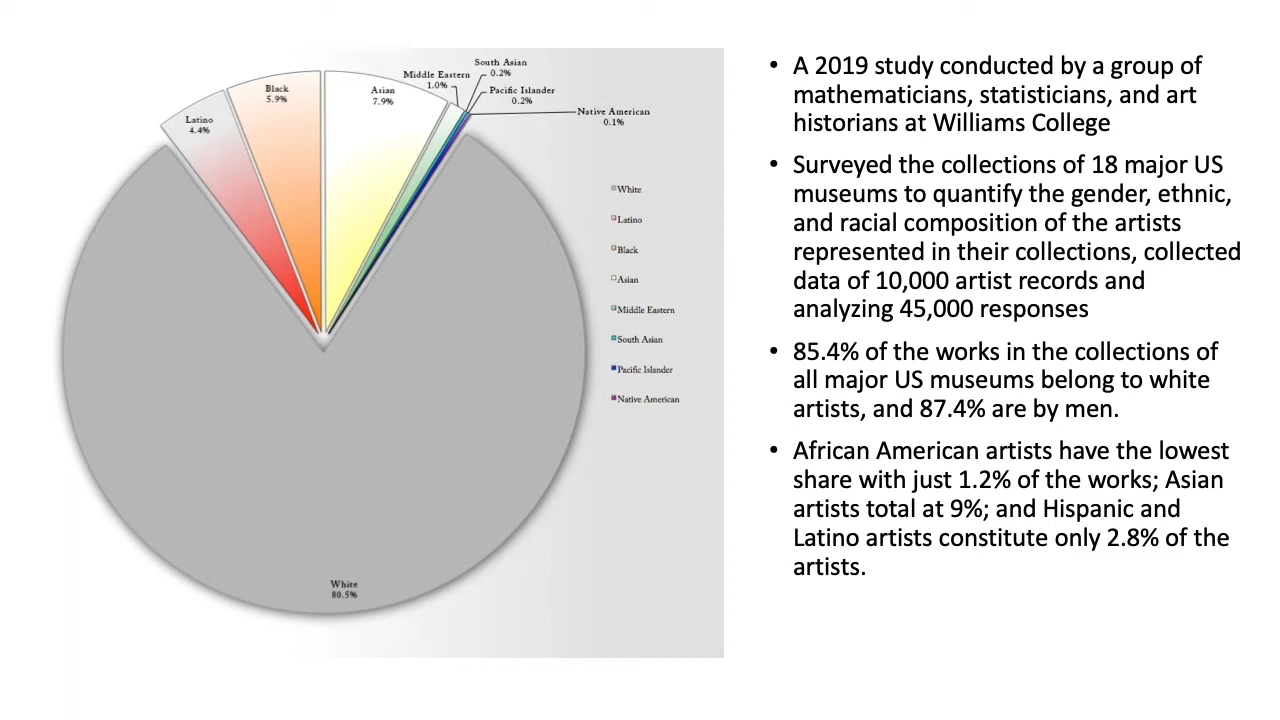 South Asian
0.2%
Middle Eastern
1.0%
Black
5.9%
Asian
7.9%
Pacific Islander
0.2%
Native American
0.1%
Latino
4.4%
White
Latino
Black
Asian
Middle Eastern
South Asian
Pacific Islander
Native American
White
80.5%
• A 2019 study conducted by a group of
mathematicians, statisticians, and art
historians at Williams College
• Surveyed the collections of 18 major US
museums to quantify the gender, ethnic,
and racial composition of the artists
represented in their collections, collected
data of 10,000 artist records and
analyzing 45,000 responses
• 85.4% of the works in the collections of
all major US museums belong to white
artists, and 87.4% are by men.
• African American artists have the lowest
share with just 1.2% of the works; Asian
artists total at 9%; and Hispanic and
Latino artists constitute only 2.8% of the
artists.